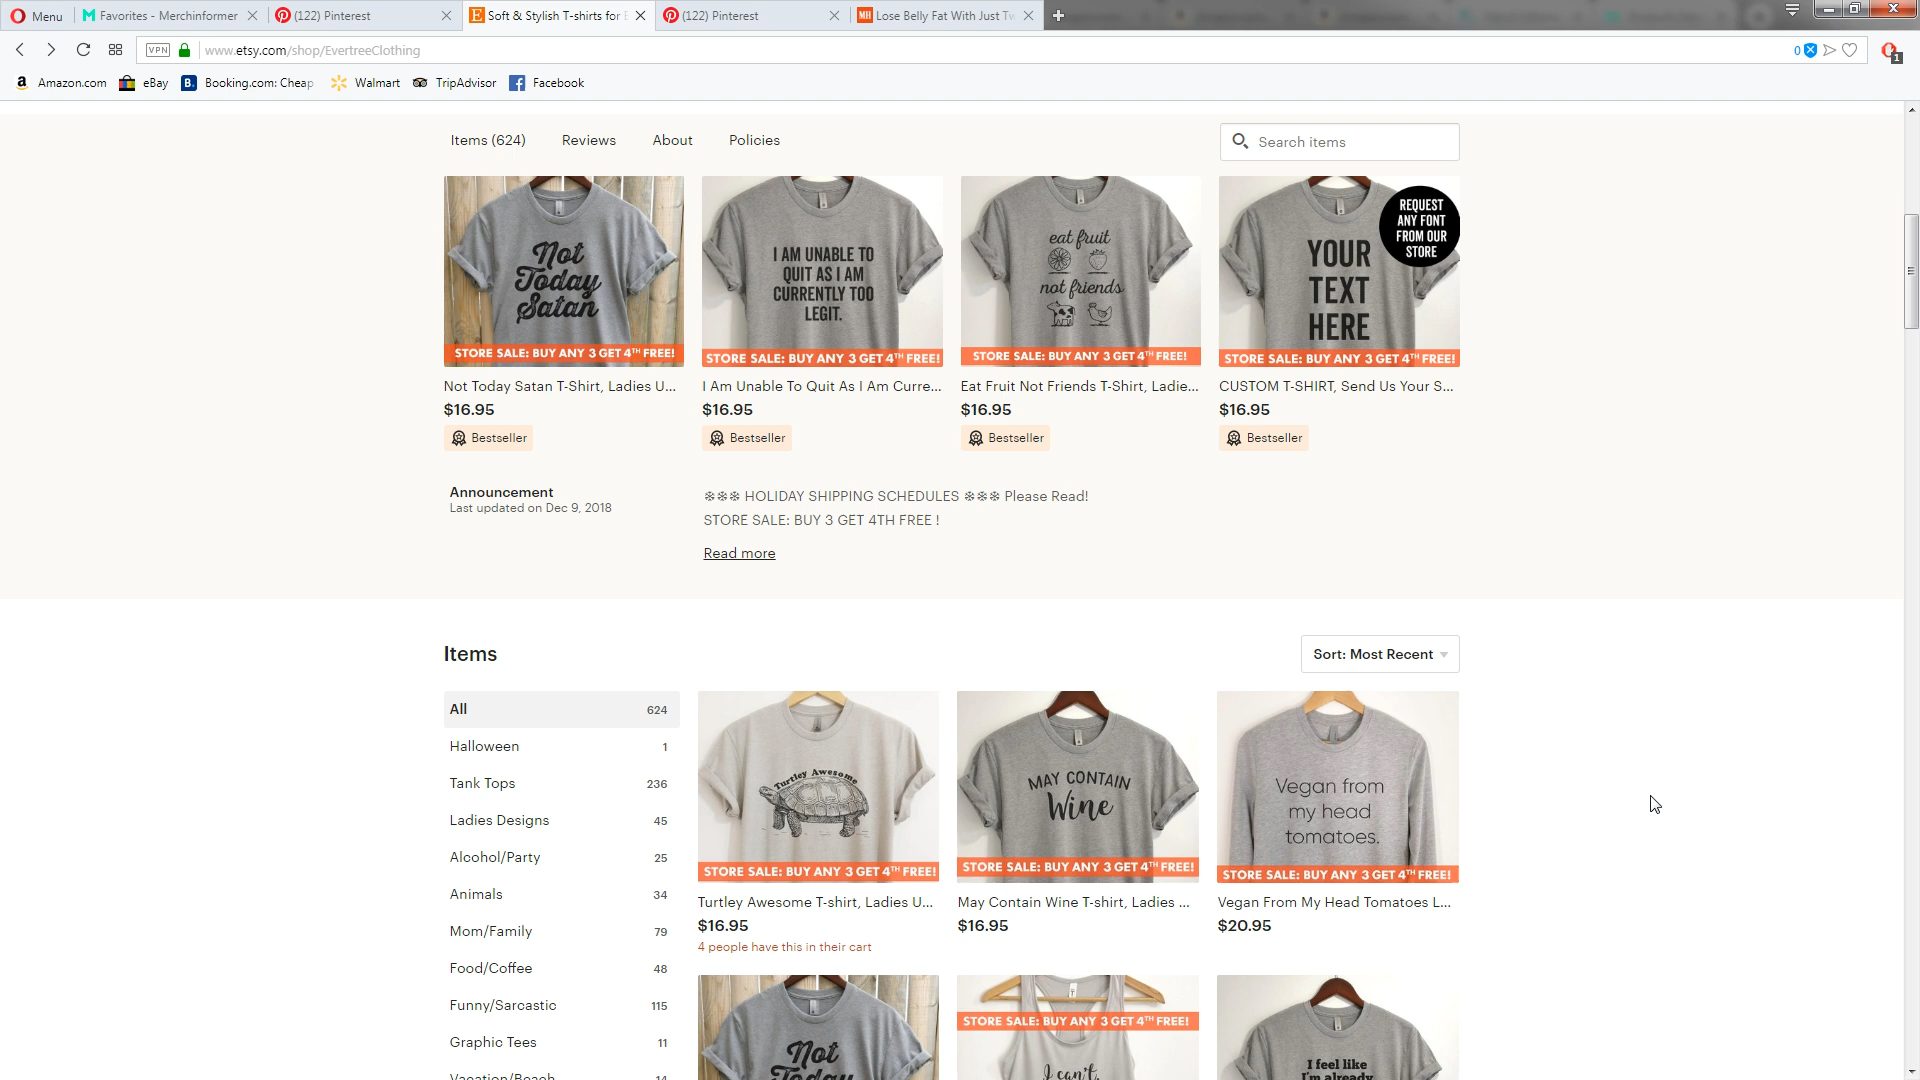 Menu
Favorites - Merchinformer
(122) Pinterest
Soft & Stylish T-shirts for
(122) Pinterest
Lose Belly Fat With Just Tw
VPN
www.etsy.com/shop/EvertreeClothing
0
1
Amazon.com
eBay
Booking.com: Cheap
Walmart
TripAdvisor
Facebook
Items (624)
Reviews
About
Policies
Search items
Not
Today
Satan
STORE SALE: BUY ANY 3 GET 4TH FREE!
I AM UNABLE TO
QUIT AS I AM
CURRENTLY TOO
LEGIT.
STORE SALE: BUY ANY 3 GET 4TH FREE!
eat fruit
not friends
STORE SALE: BUY ANY 3 GET 4TH FREE!
YOUR
TEXT
HERE
REQUEST
ANY FONT
FROM OUR
STORE
STORE SALE: BUY ANY 3 GET 4TH FREE!
Not Today Satan T-Shirt, Ladies U...
$16.95
Bestseller
I Am Unable To Quit As I Am Curre...
$16.95
Bestseller
Eat Fruit Not Friends T-Shirt, Ladie...
$16.95
Bestseller
CUSTOM T-SHIRT, Send Us Your S...
$16.95
Bestseller
Announcement
Last updated on Dec 9, 2018
❄❄❄ HOLIDAY SHIPPING SCHEDULES ❄❄❄ Please Read!
STORE SALE: BUY 3 GET 4TH FREE !
Read more
Items
Sort: Most Recent
All 624
Halloween 1
Tank Tops 236
Ladies Designs 45
Alcohol/Party 25
Animals 34
Mom/Family 79
Food/Coffee 48
Funny/Sarcastic 115
Graphic Tees 11
Vacation/Beach 14
Turtley Awesome
STORE SALE: BUY ANY 3 GET 4TH FREE!
Turtley Awesome T-shirt, Ladies U...
$16.95
4 people have this in their cart
MAY CONTAIN
Wine
STORE SALE: BUY ANY 3 GET 4TH FREE!
May Contain Wine T-shirt, Ladies ...
$16.95
Vegan from
my head
tomatoes.
STORE SALE: BUY ANY 3 GET 4TH FREE!
Vegan From My Head Tomatoes L...
$20.95
Not
Today
STORE SALE: BUY ANY 3 GET 4TH FREE!
I can't.
I feel like
I'm already